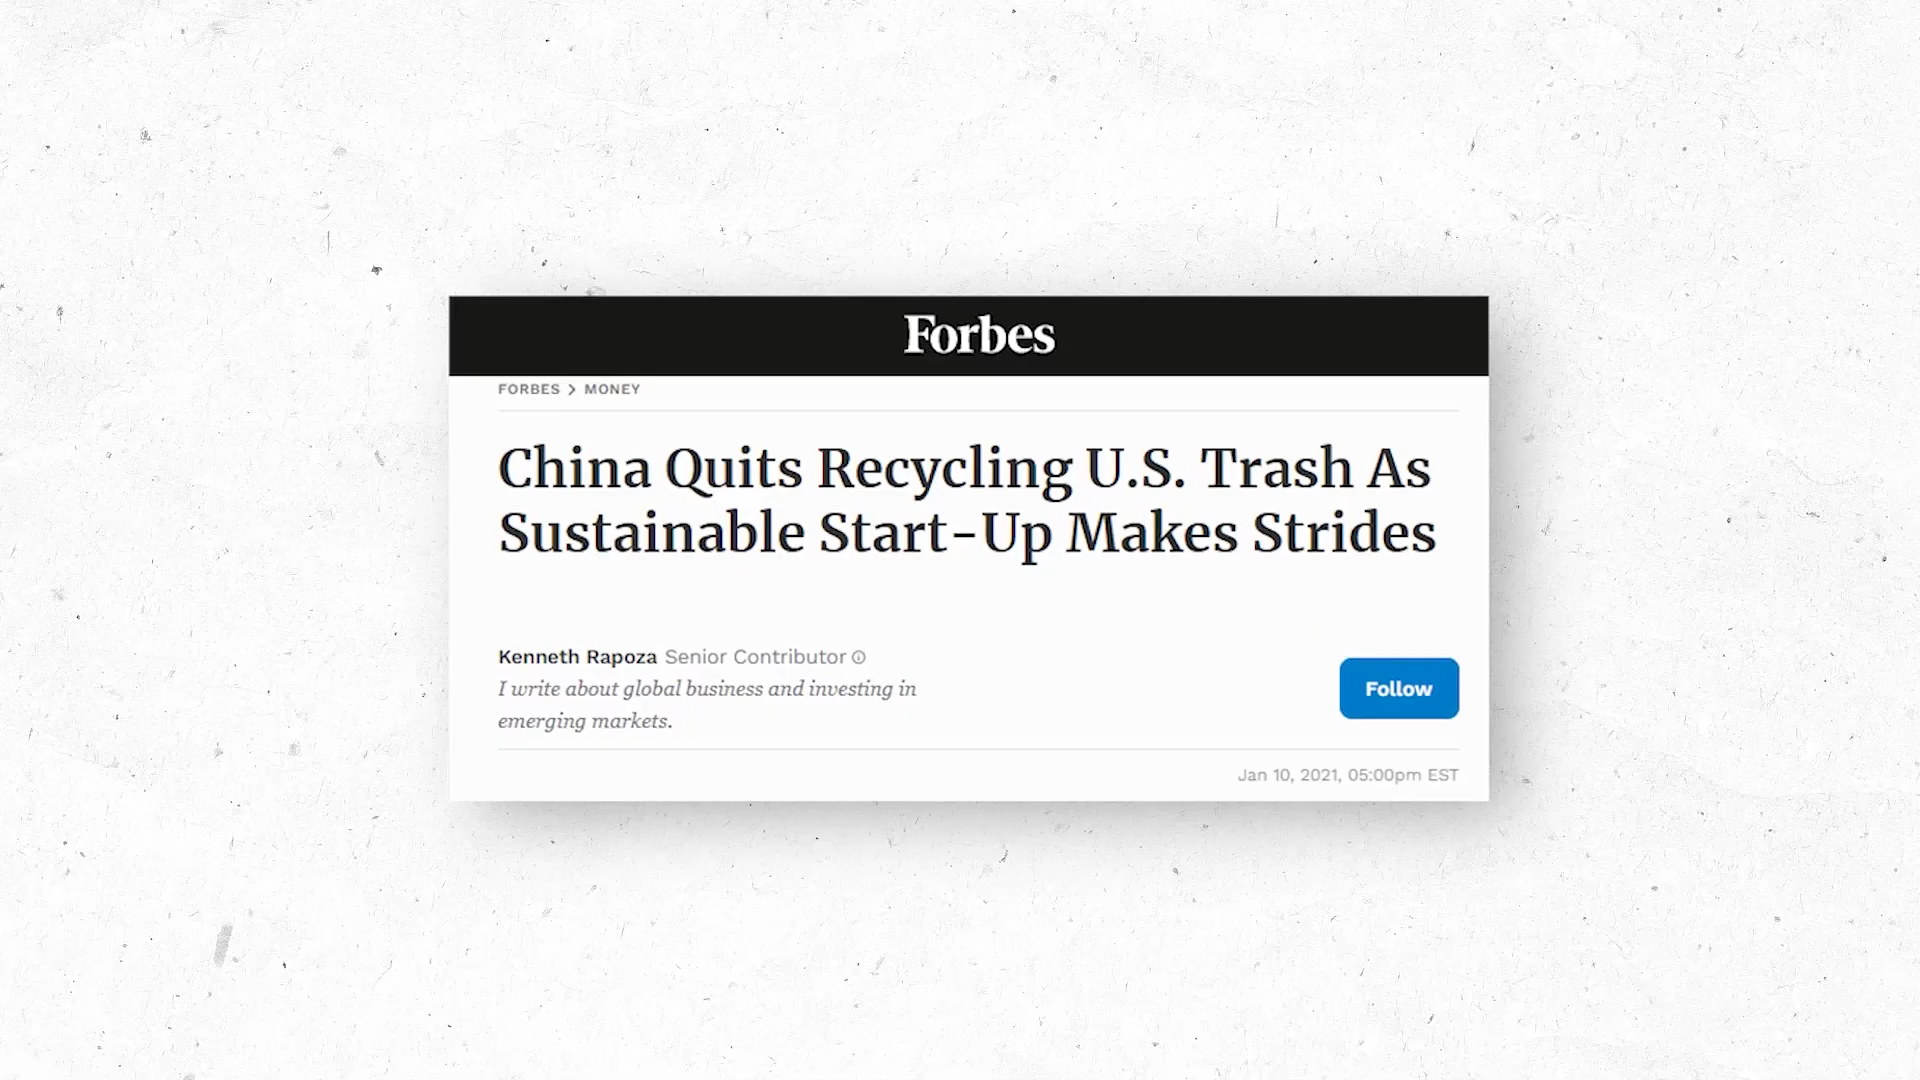 Forbes
FORBES > MONEY
China Quits Recycling U.S. Trash As
Sustainable Start-Up Makes Strides
Kenneth Rapoza Senior Contributor
I write about global business and investing in
emerging markets.
Follow
Jan 10, 2021, 05:00pm EST